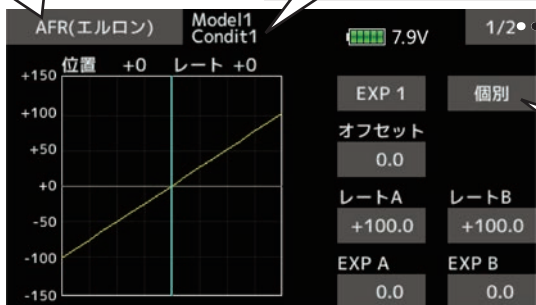 AFR(エルロン)
Model1
Condit1
7.9V
1/2
位置 +0 レート +0
+150
+100
+50
+0
-50
-100
-150
EXP 1
個別
オフセット
0.0
レートA
レートB
+100.0
+100.0
EXP A
EXP B
0.0
0.0